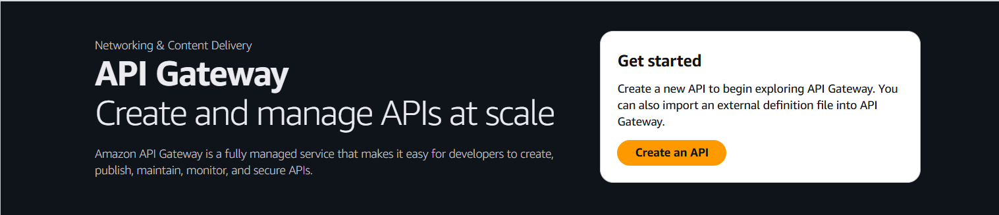 Networking & Content Delivery
API Gateway
Create and manage APIs at scale
Amazon API Gateway is a fully managed service that makes it easy for developers to create,
publish, maintain, monitor, and secure APIs.
Get started
Create a new API to begin exploring API Gateway. You
can also import an external definition file into API
Gateway.
Create an API